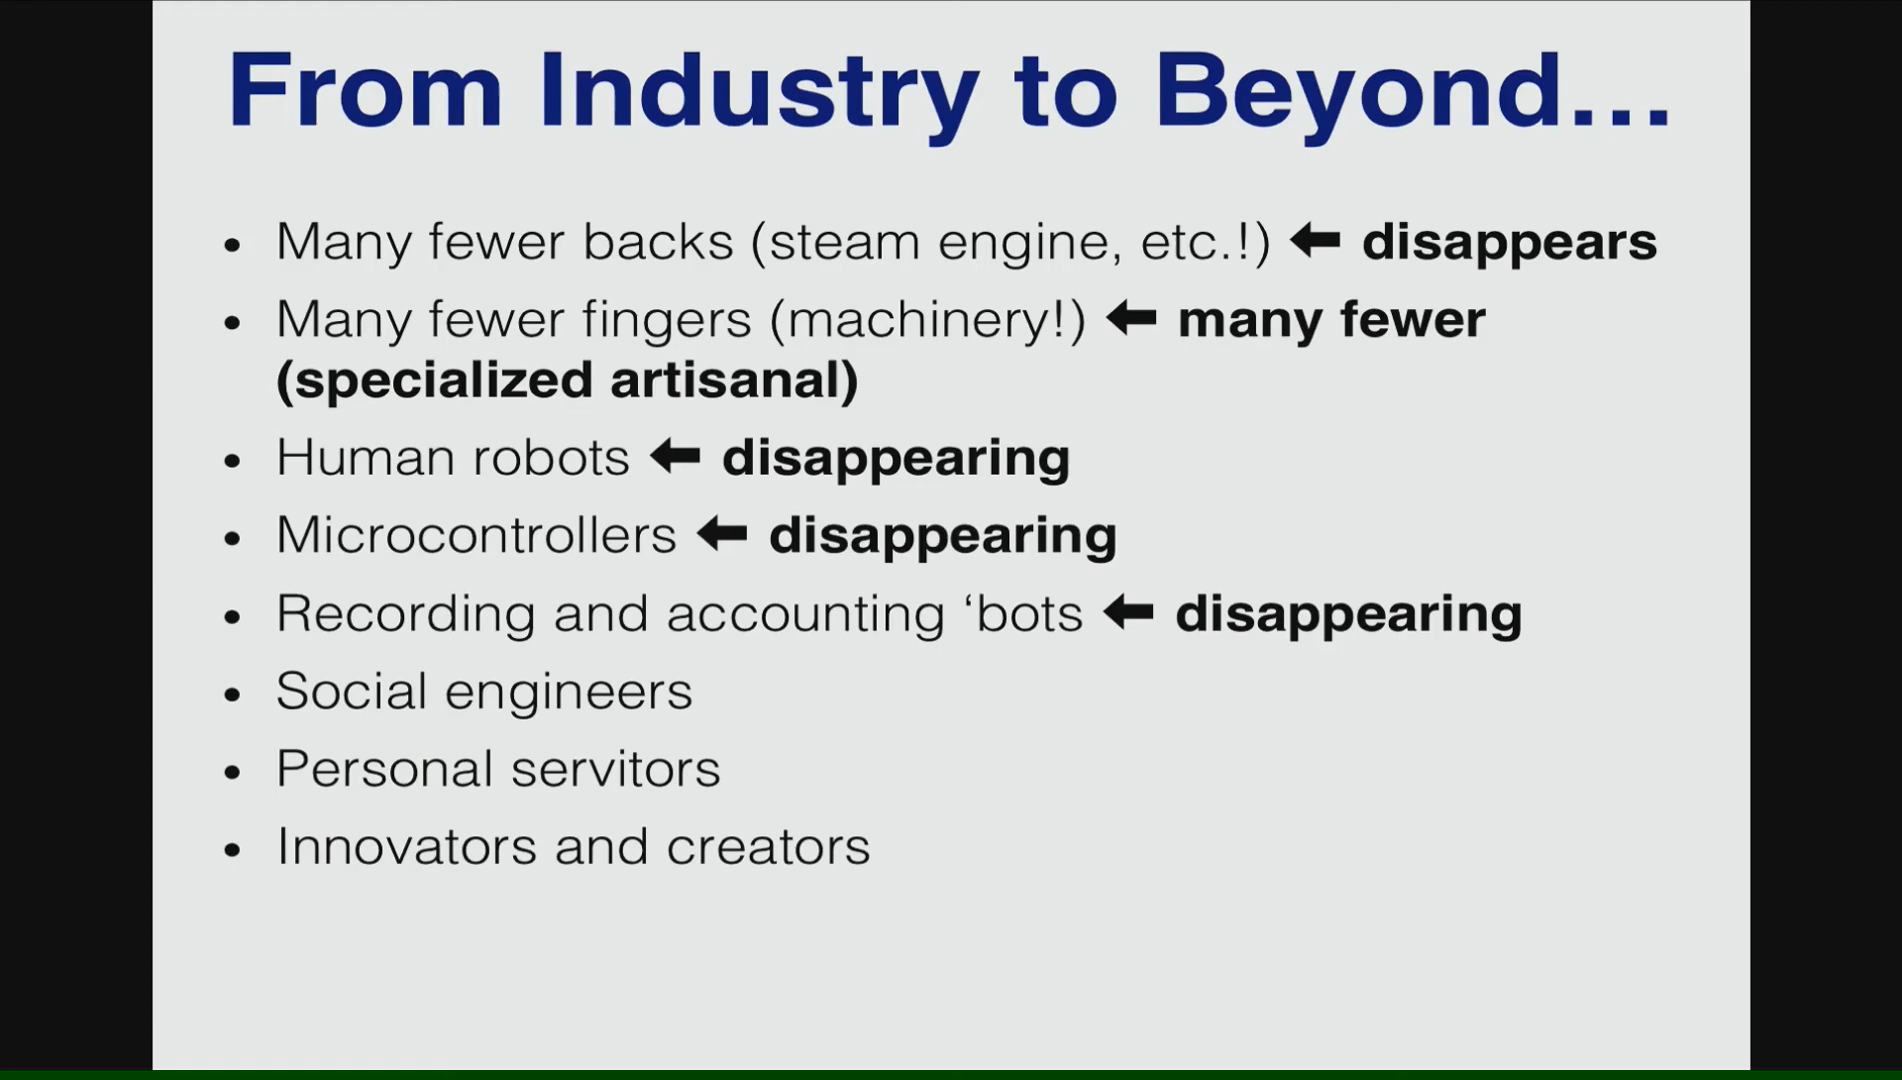 From Industry to Beyond…
• Many fewer backs (steam engine, etc.!) ⬅ disappears
• Many fewer fingers (machinery!) ⬅ many fewer
(specialized artisanal)
• Human robots ⬅ disappearing
• Microcontrollers ⬅ disappearing
• Recording and accounting ‘bots ⬅ disappearing
• Social engineers
• Personal servitors
• Innovators and creators